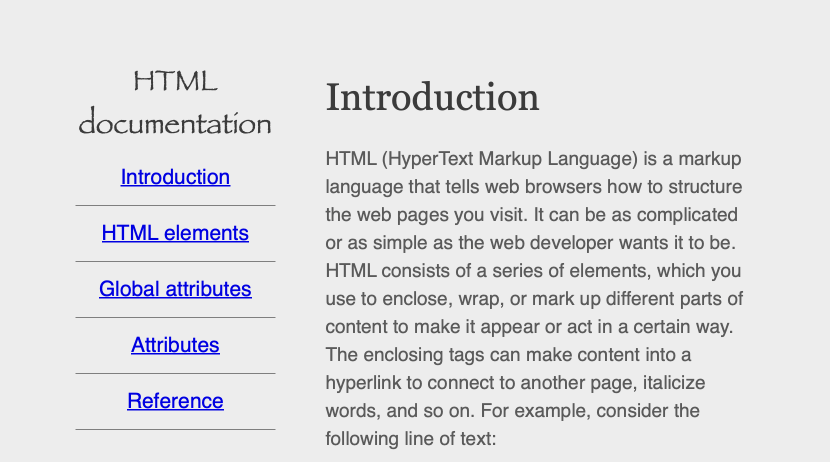 HTML
documentation
Introduction
HTML elements
Global attributes
Attributes
Reference
Introduction
HTML (HyperText Markup Language) is a markup
language that tells web browsers how to structure
the web pages you visit. It can be as complicated
or as simple as the web developer wants it to be.
HTML consists of a series of elements, which you
use to enclose, wrap, or mark up different parts of
content to make it appear or act in a certain way.
The enclosing tags can make content into a
hyperlink to connect to another page, italicize
words, and so on. For example, consider the
following line of text: